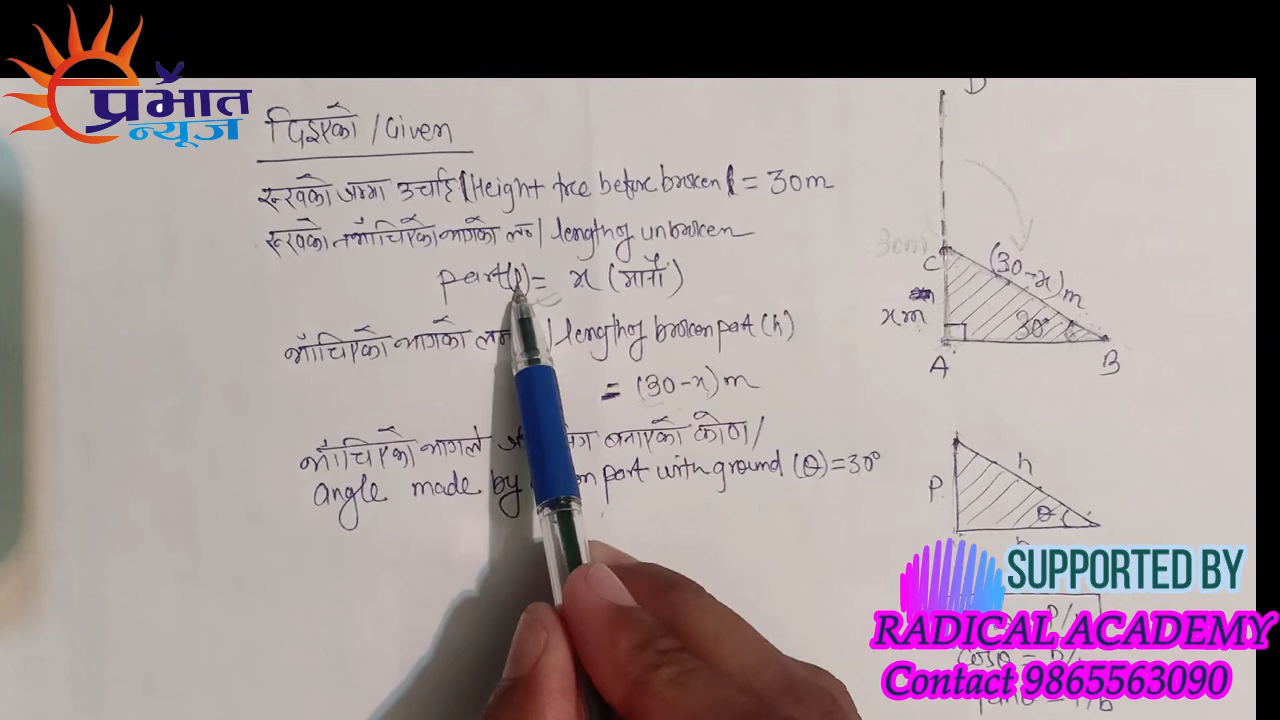 प्रभात
न्यूज
दिइएको / Given
रूखको जम्मा उचाई / Height tree before broken = 30m
रूखको नभाँचिएको भागको लम् / length of unbroken
part(p) = x (मानौं)
भाँचिएको भागको लम / length of broken part (h)
= (30-x)m
भाँचिएको भागले बनाएको कोण /
angle made by part with ground (θ) = 30°
D
30m
C
(30-x)m
xm
30°
A
B
h
P
θ
SUPPORTED BY
RADICAL ACADEMY
cosθ =
Contact 9865563090